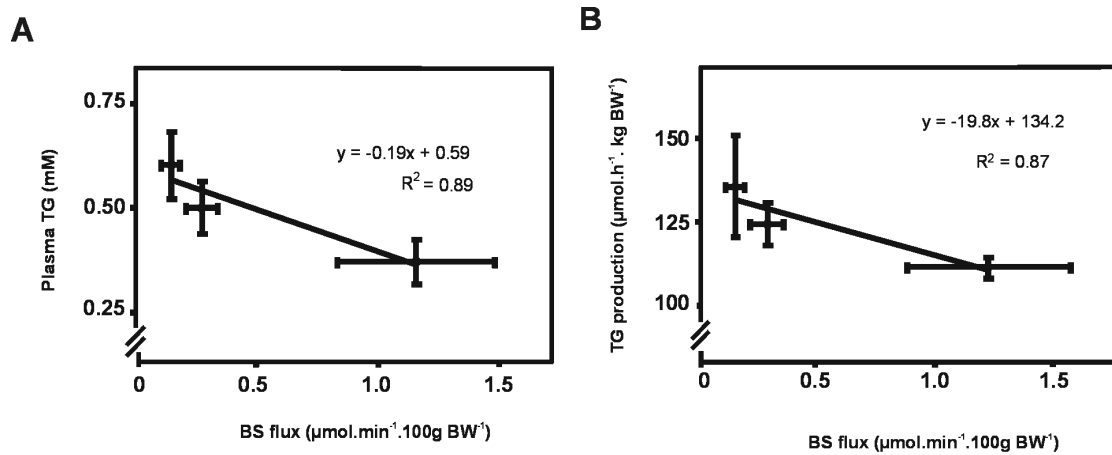 A
Plasma TG (mM)
0.75
0.50
0.25
y = -0.19x + 0.59
R² = 0.89
0 0.5 1.0 1.5
BS flux (µmol.min⁻¹.100g BW⁻¹)
B
TG production (µmol.h⁻¹. kg BW⁻¹)
150
125
100
y = -19.8x + 134.2
R² = 0.87
0 0.5 1.0 1.5
BS flux (µmol.min⁻¹.100g BW⁻¹)